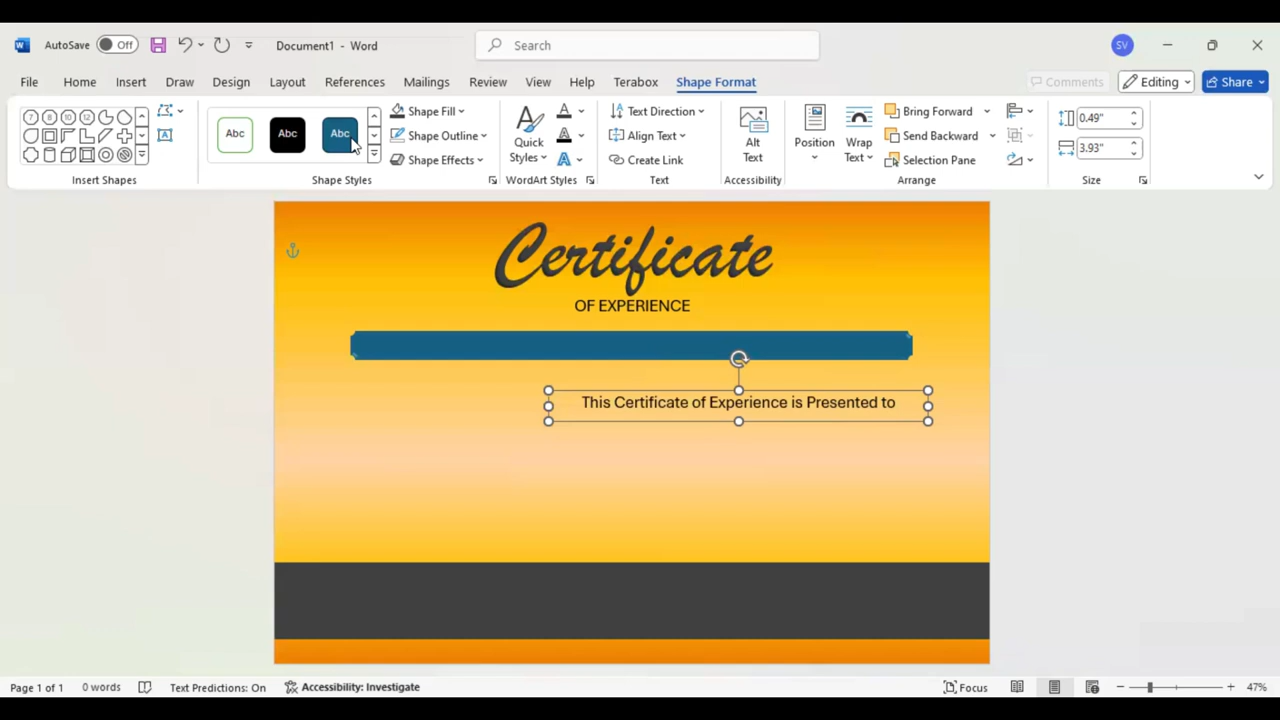 AutoSave Off Document1 - Word Search SV
File Home Insert Draw Design Layout References Mailings Review View Help Terabox Shape Format Comments Editing Share
7 8 10 12
Abc Abc Abc
Shape Fill
Shape Outline
Shape Effects
Quick
Styles
A
A
A
Text Direction
Align Text
Create Link
Alt
Text
Position
Wrap
Text
Bring Forward
Send Backward
Selection Pane
0.49"
3.93"
Insert Shapes Shape Styles WordArt Styles Text Accessibility Arrange Size
Certificate
OF EXPERIENCE
This Certificate of Experience is Presented to
Page 1 of 1 0 words Text Predictions: On Accessibility: Investigate Focus 47%